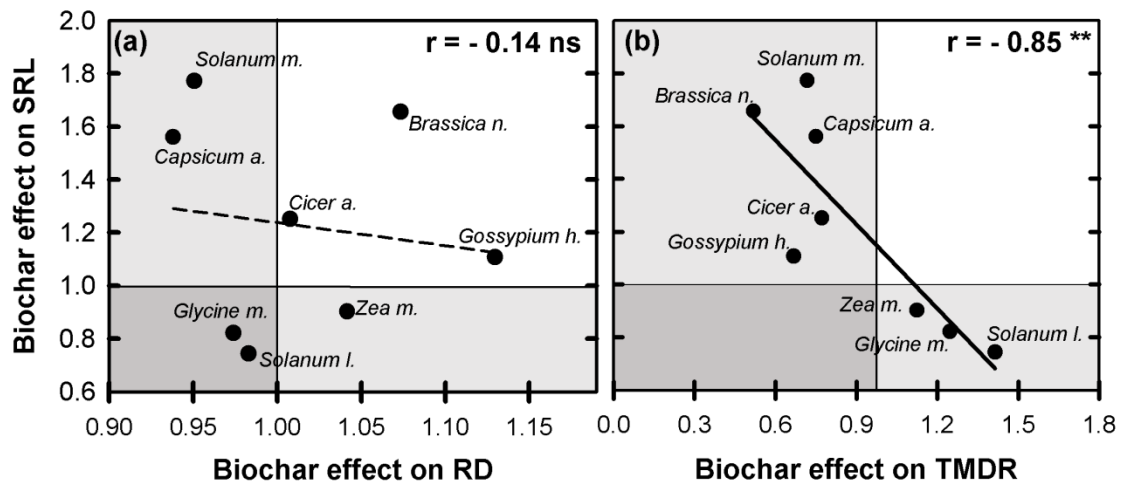 (a)
r = - 0.14 ns
Solanum m.
Brassica n.
Capsicum a.
Cicer a.
Gossypium h.
Glycine m.
Zea m.
Solanum l.
2.0
1.8
1.6
1.4
1.2
1.0
0.8
0.6
0.90
0.95
1.00
1.05
1.10
1.15
Biochar effect on SRL
Biochar effect on RD
(b)
r = - 0.85 **
Solanum m.
Brassica n.
Capsicum a.
Cicer a.
Gossypium h.
Zea m.
Glycine m.
Solanum l.
0.0
0.3
0.6
0.9
1.2
1.5
1.8
Biochar effect on TMDR